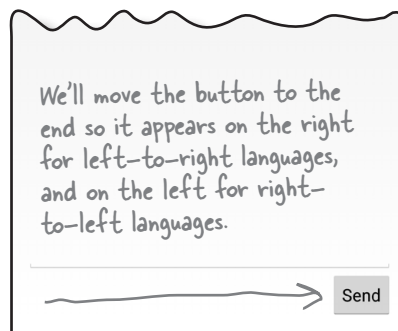 We'll move the button to the
end so it appears on the right
for left-to-right languages,
and on the left for right-
to-left languages.
Send